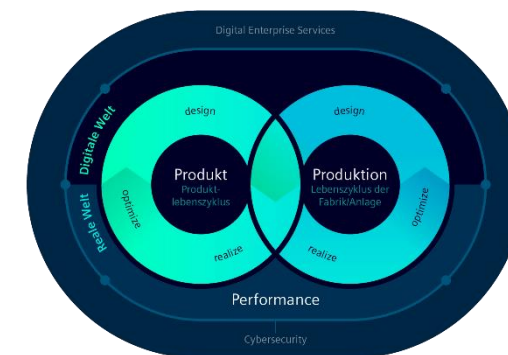 Digital Enterprise Services
Digitale Welt
design
design
Produkt
Produkt-
lebenszyklus
Produktion
Lebenszyklus der
Fabrik/Anlage
optimize
optimize
Reale Welt
realize
realize
Performance
Cybersecurity